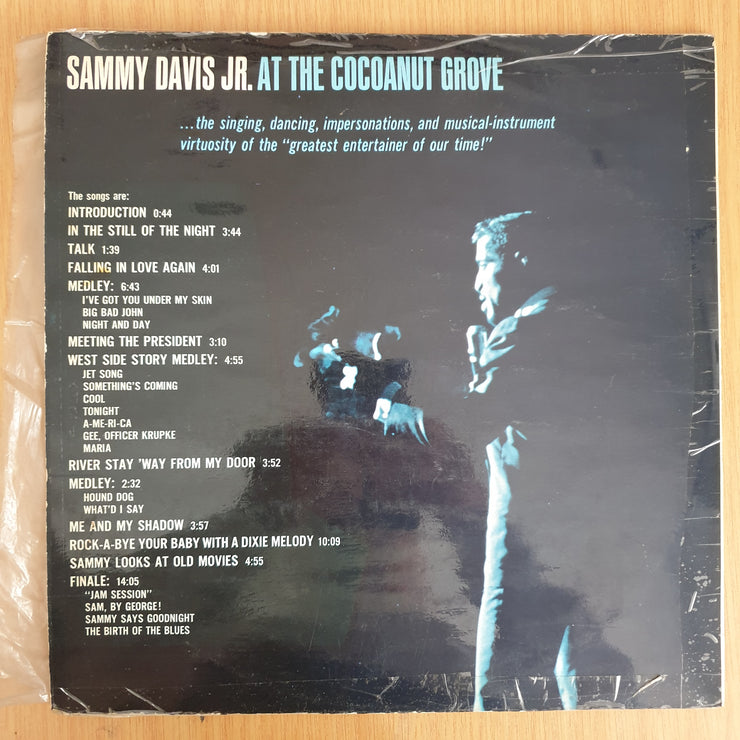 SAMMY DAVIS JR. AT THE COCOANUT GROVE
...the singing, dancing, impersonations, and musical-instrument
virtuosity of the "greatest entertainer of our time!"
The songs are:
INTRODUCTION 0:44
IN THE STILL OF THE NIGHT 3:44
TALK 1:39
FALLING IN LOVE AGAIN 4:01
MEDLEY: 6:43
I'VE GOT YOU UNDER MY SKIN
BIG BAD JOHN
NIGHT AND DAY
MEETING THE PRESIDENT 3:10
WEST SIDE STORY MEDLEY: 4:55
JET SONG
SOMETHING'S COMING
COOL
TONIGHT
A-ME-RI-CA
GEE, OFFICER KRUPKE
MARIA
RIVER STAY 'WAY FROM MY DOOR 3:52
MEDLEY: 2:32
HOUND DOG
WHAT'D I SAY
ME AND MY SHADOW 3:57
ROCK-A-BYE YOUR BABY WITH A DIXIE MELODY 10:09
SAMMY LOOKS AT OLD MOVIES 4:55
FINALE: 14:05
"JAM SESSION"
SAM, BY GEORGE!
SAMMY SAYS GOODNIGHT
THE BIRTH OF THE BLUES